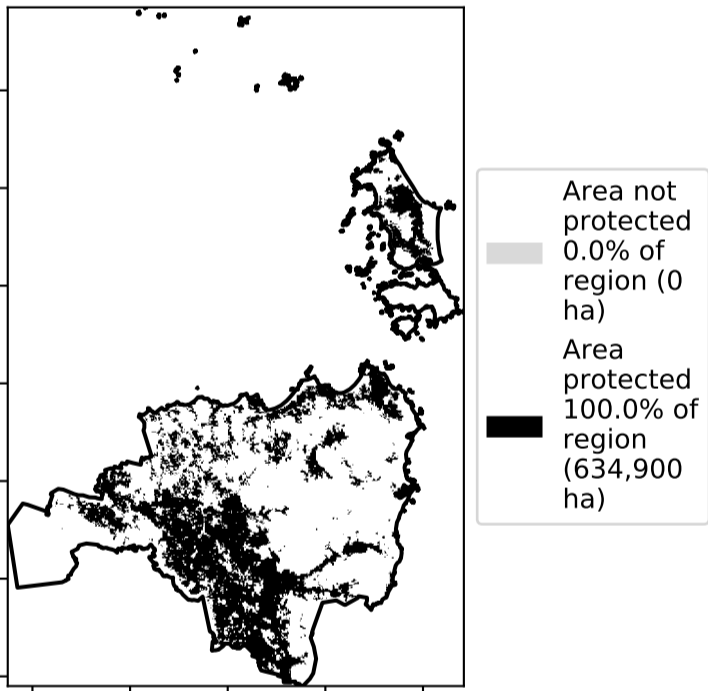 Area not
protected
0.0% of
region (0
ha)
Area
protected
100.0% of
region
(634,900
ha)